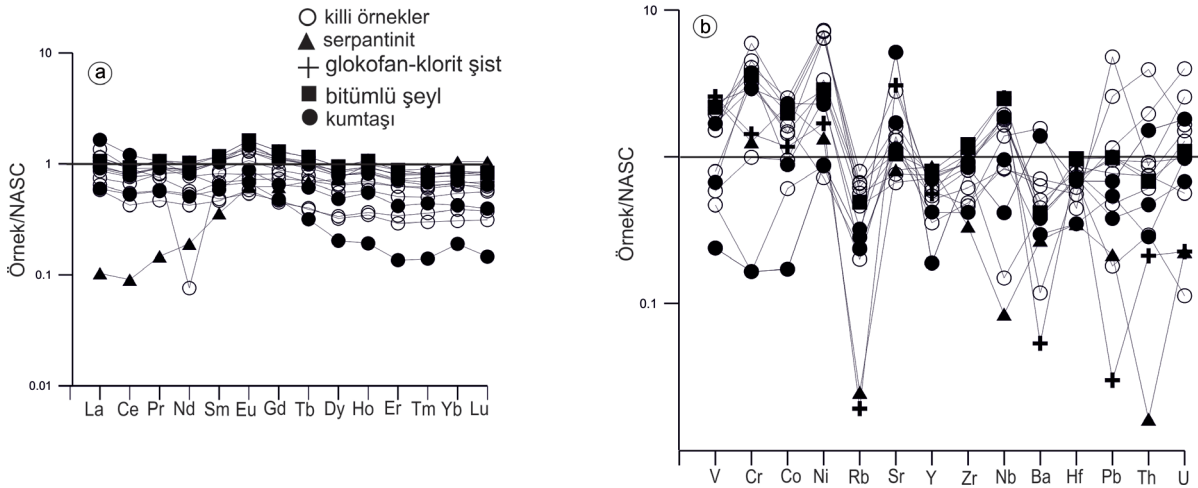 a
killi örnekler
serpantinit
glokofan-klorit şist
bitümlü şeyl
kumtaşı
Örnek/NASC
10
1
0.1
0.01
La Ce Pr Nd Sm Eu Gd Tb Dy Ho Er Tm Yb Lu
b
Örnek/NASC
10
0.1
V Cr Co Ni Rb Sr Y Zr Nb Ba Hf Pb Th U